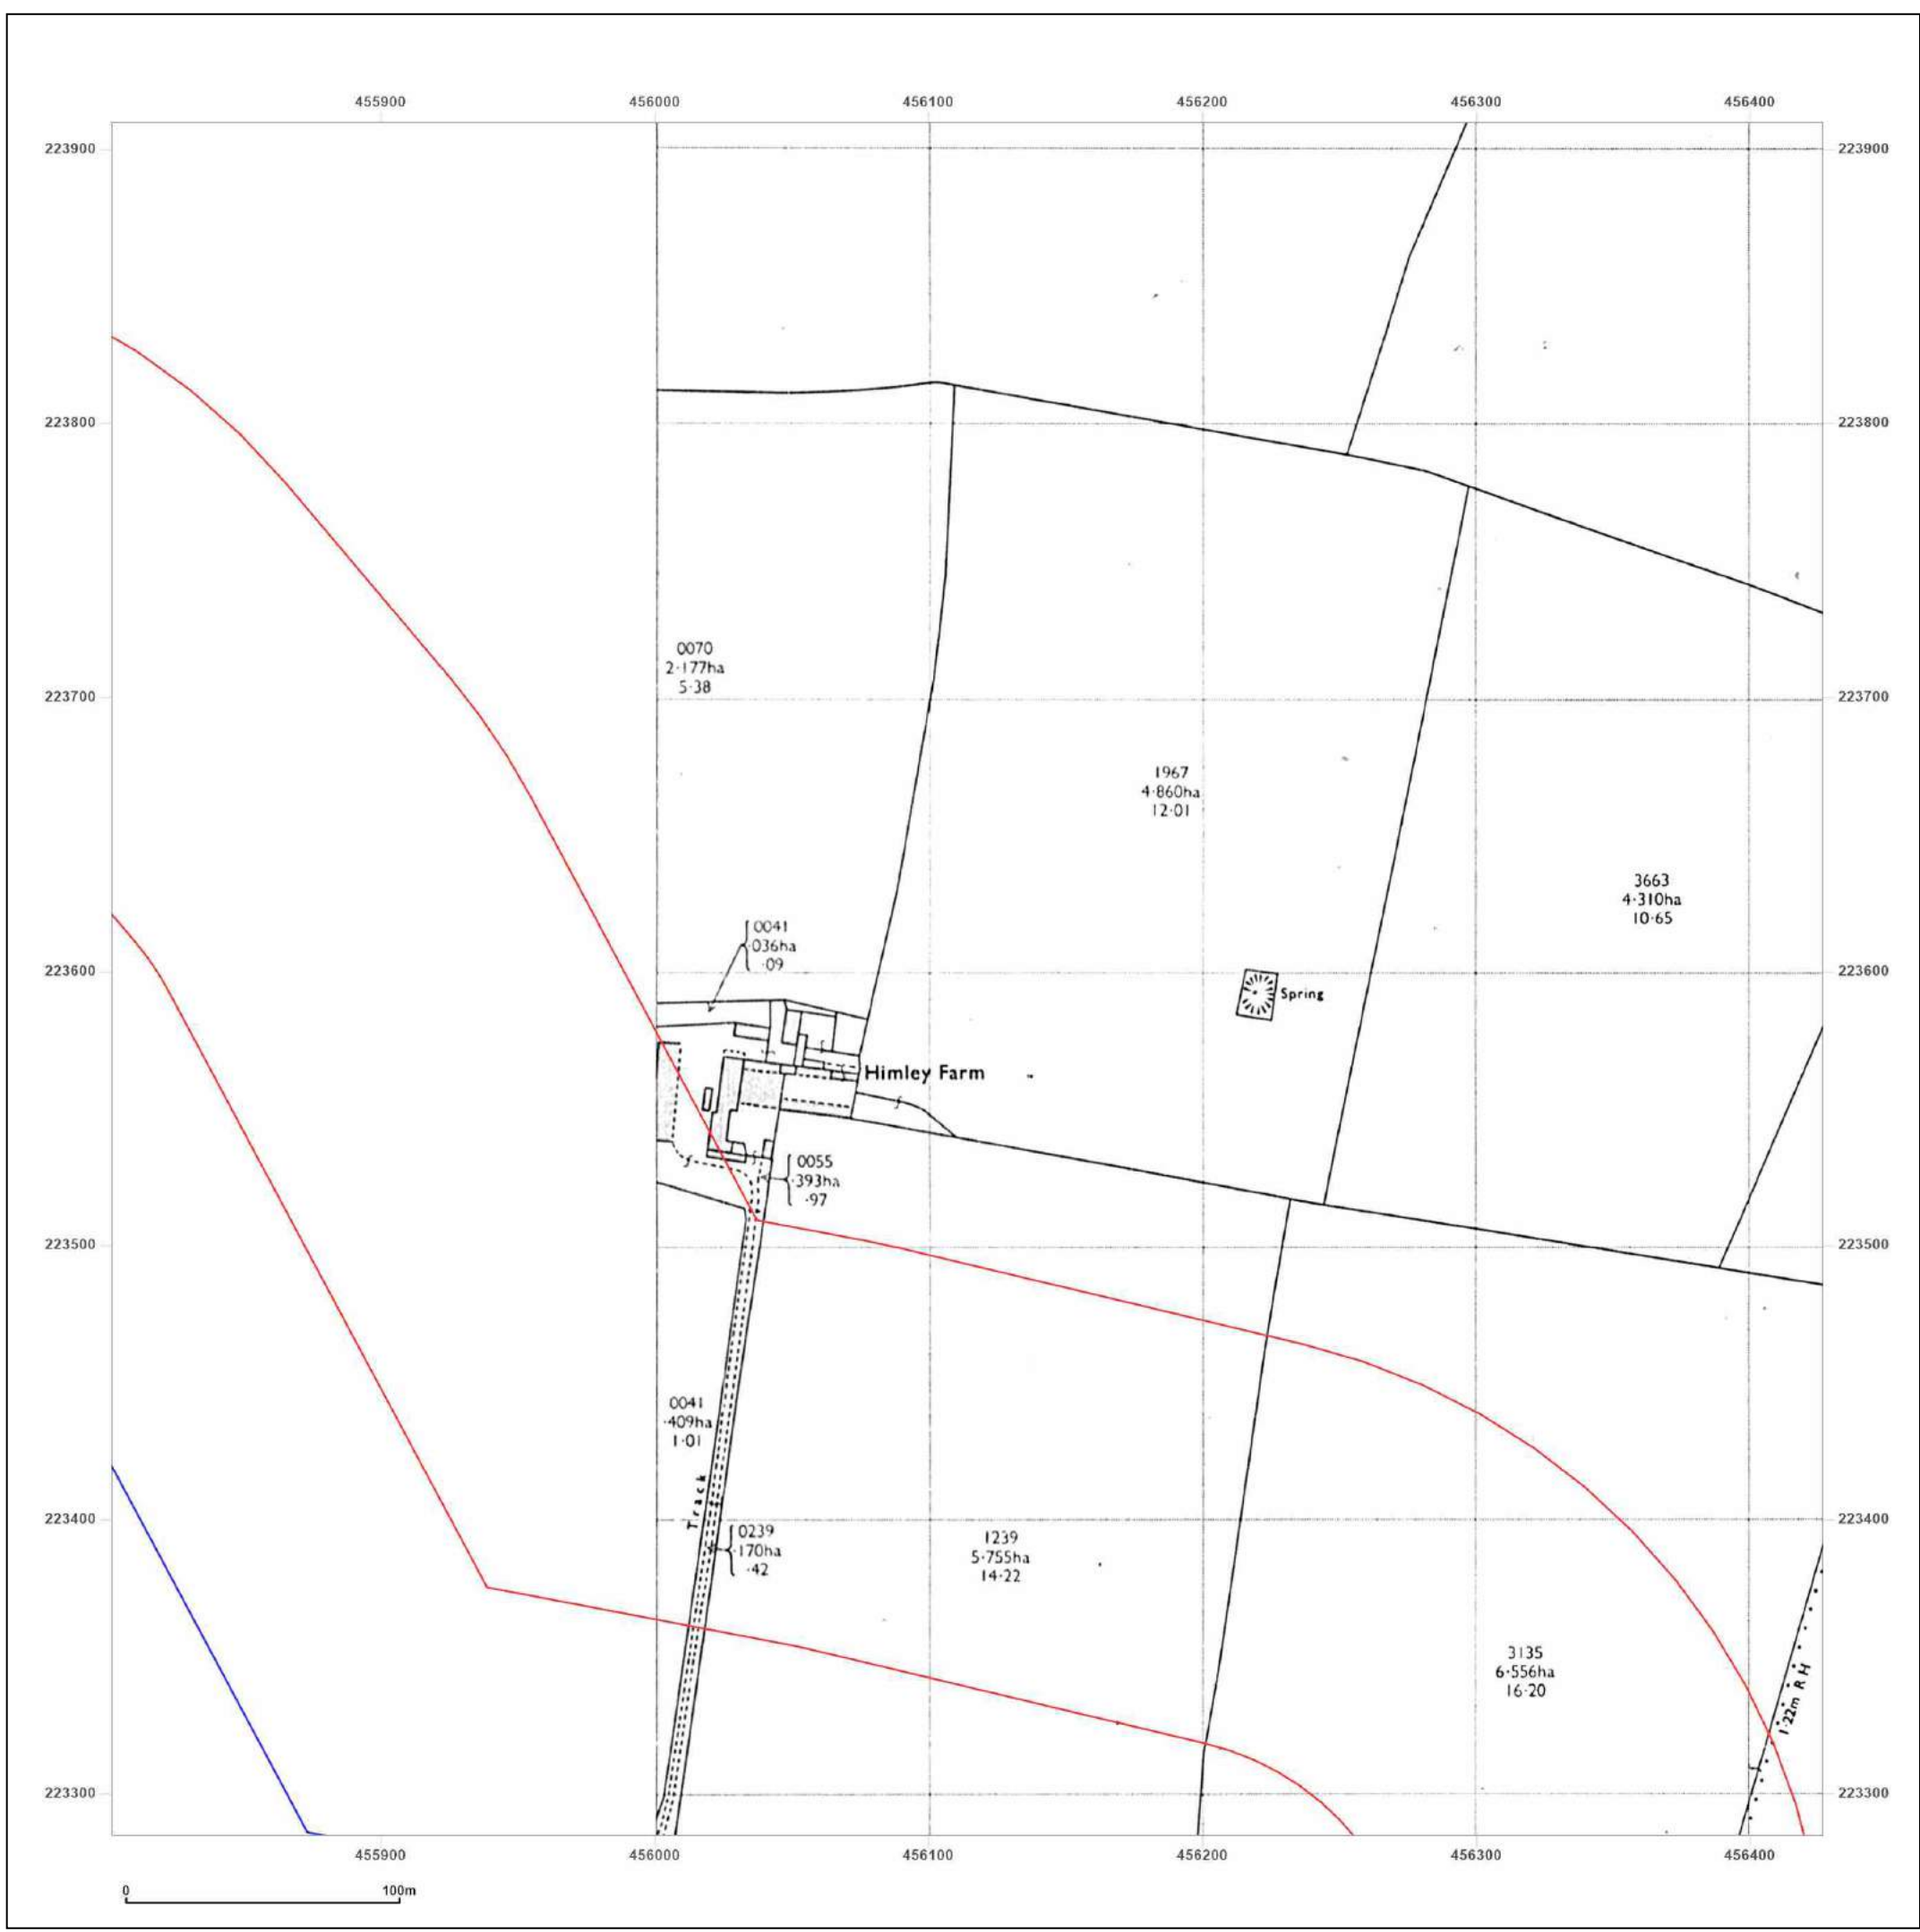 455900 456000 456100 456200 456300 456400
223900 223900
223800 223800
0070
2·177ha
5·38
223700 223700
1967
4·860ha
12·01
3663
4·310ha
10·65
0041
·036ha
·09
223600 223600
Spring
Himley Farm
0055
·393ha
·97
223500 223500
0041
·409ha
1·01
Track
223400 223400
0239
·170ha
·42
1239
5·755ha
14·22
3135
6·556ha
16·20
1·22m RH
223300 223300
455900 456000 456100 456200 456300 456400
0 100m